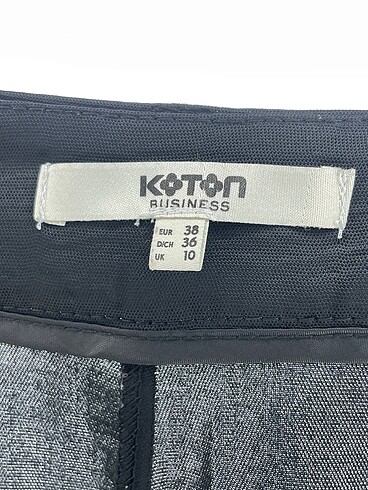 KOTON
BUSINESS
EUR 38
D/CH 36
UK 10